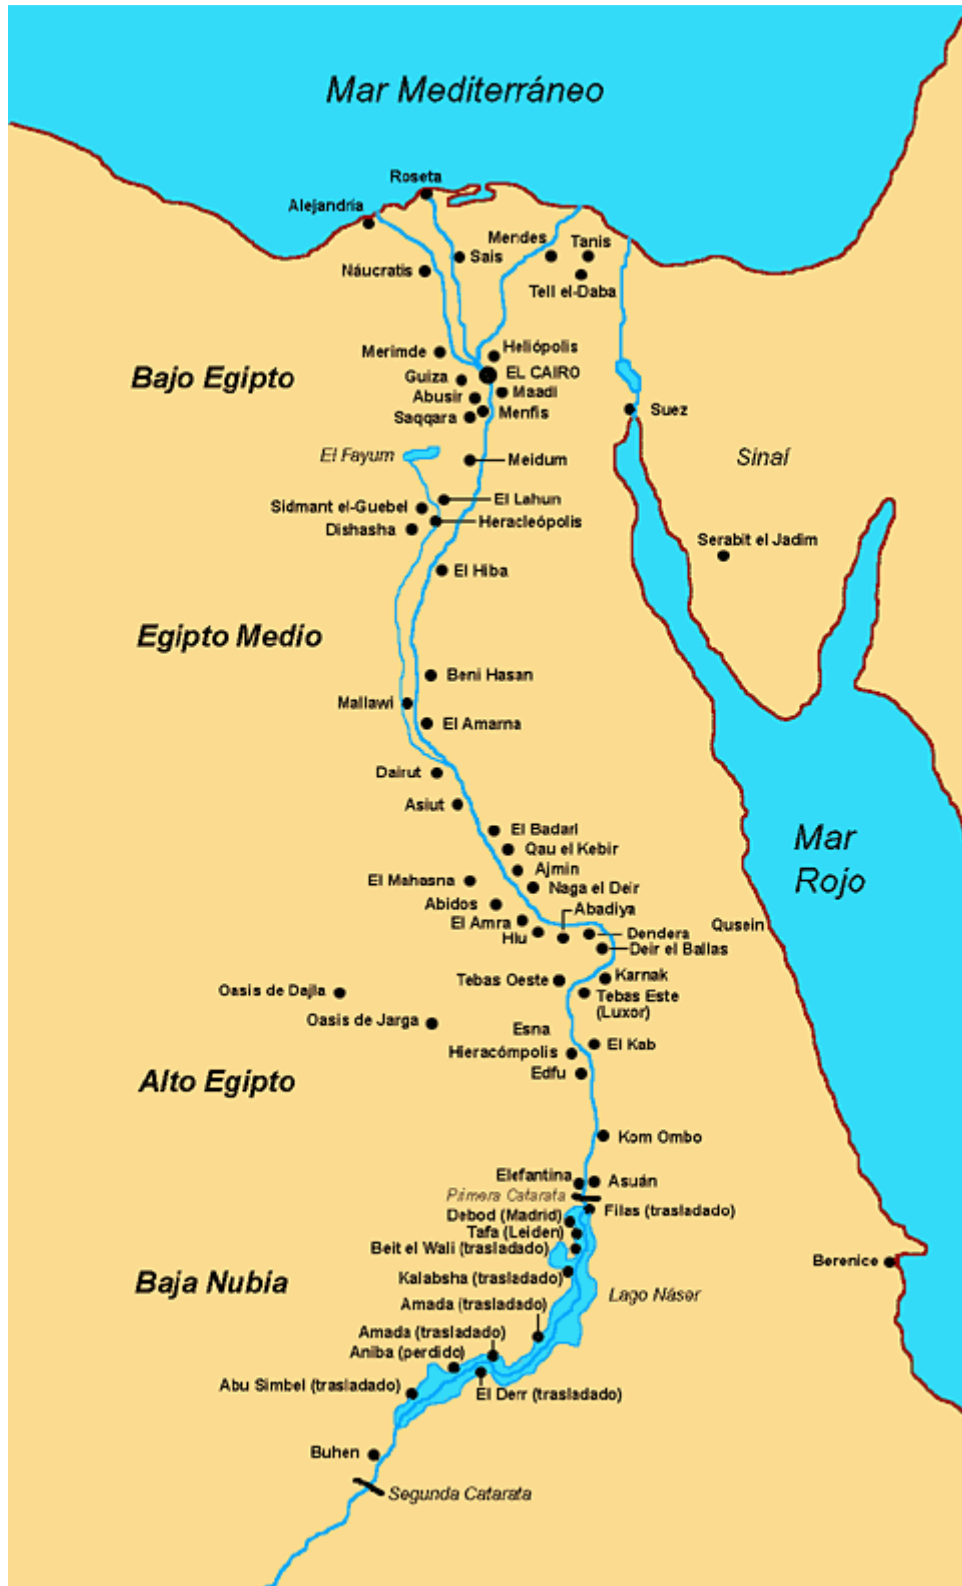 Mar Mediterráneo
Roseta
Alejandría
Mendes
Tanis
Sais
Náucratis
Tell el-Daba
Merimde
Heliópolis
Bajo Egipto
Guiza
EL CAIRO
Abusir
Maadi
Saqqara
Menfis
Suez
El Fayum
Meidum
Sinaí
Sidmant el-Guebel
El Lahun
Dishasha
Heracleópolis
Serabit el Jadim
El Hiba
Egipto Medio
Beni Hasan
Mallawi
El Amarna
Dairut
Asiut
El Badari
Mar
Rojo
Qau el Kebir
El Mahasna
Ajmin
Naga el Deir
Abidos
Abadiya
El Amra
Hiu
Dendera
Qusein
Deir el Ballas
Tebas Oeste
Karnak
Oasis de Dajla
Tebas Este
(Luxor)
Oasis de Jarga
Esna
El Kab
Hieracómpolis
Edfu
Alto Egipto
Kom Ombo
Elefantina
Asuán
Primera Catarata
Filas (trasladado)
Debod (Madrid)
Tafa (Leiden)
Beit el Wali (trasladado)
Berenice
Baja Nubia
Kalabsha (trasladado)
Lago Náser
Amada (trasladado)
Amada (trasladado)
Aniba (perdido)
Abu Simbel (trasladado)
El Derr (trasladado)
Buhen
Segunda Catarata